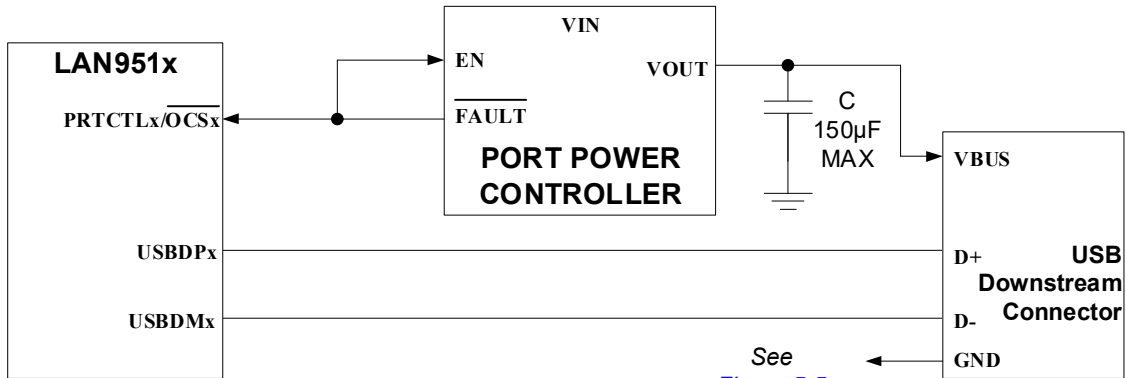 LAN951x
PRTCTLx/OCSx
USBDPx
USBDMx
VIN
EN
VOUT
FAULT
PORT POWER
CONTROLLER
C
150µF
MAX
VBUS
D+
USB
Downstream
Connector
D-
GND
See